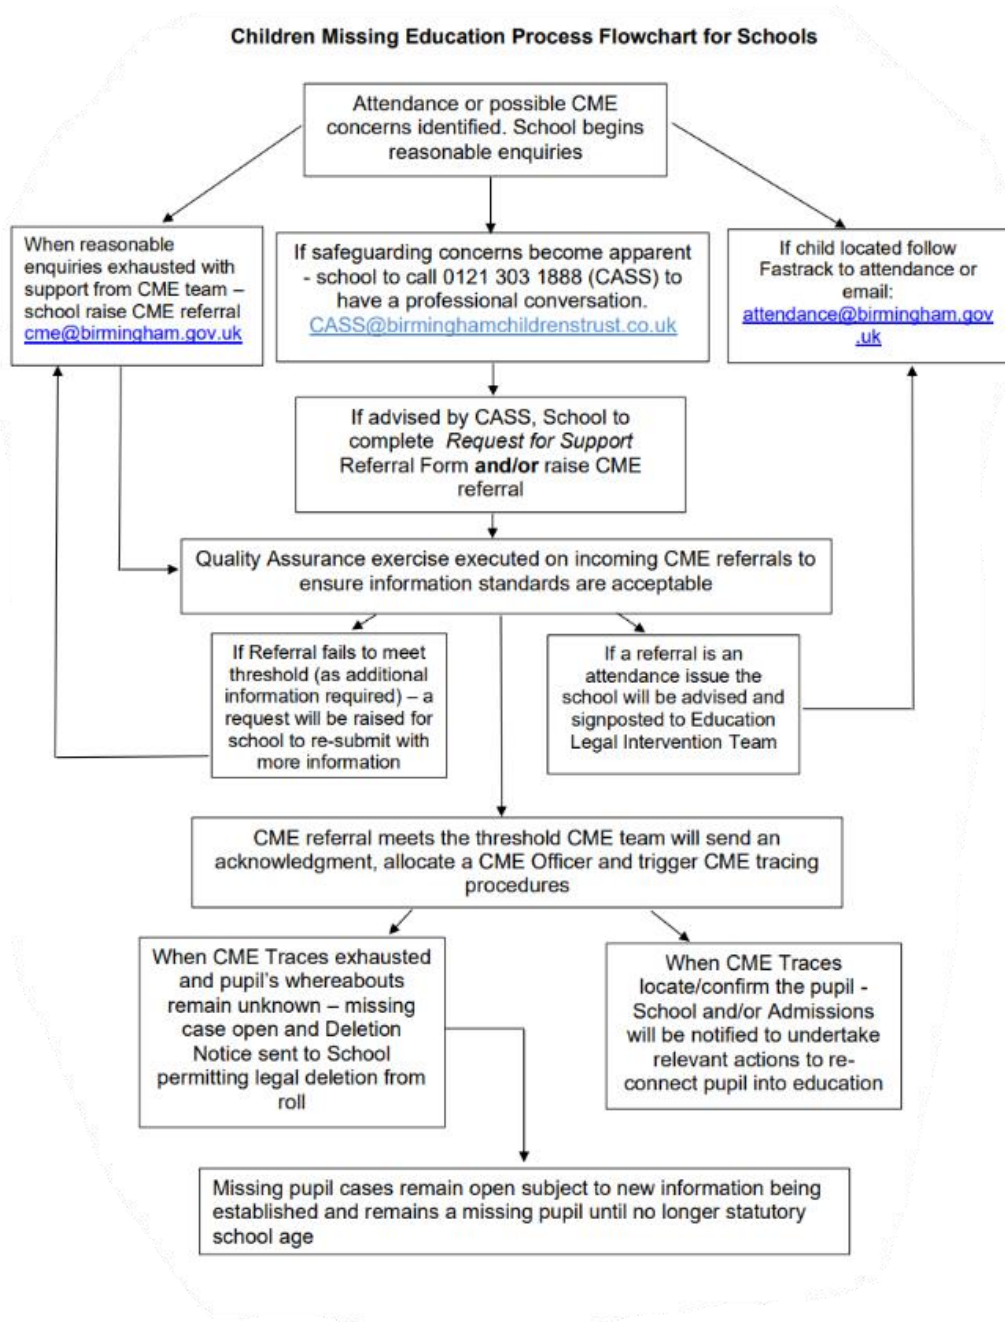 Children Missing Education Process Flowchart for Schools
Attendance or possible CME
concerns identified. School begins
reasonable enquiries
When reasonable
enquiries exhausted with
support from CME team –
school raise CME referral
cme@birmingham.gov.uk
If safeguarding concerns become apparent
- school to call 0121 303 1888 (CASS) to
have a professional conversation.
CASS@birminghamchildrenstrust.co.uk
If child located follow
Fastrack to attendance or
email:
attendance@birmingham.gov
.uk
If advised by CASS, School to
complete Request for Support
Referral Form and/or raise CME
referral
Quality Assurance exercise executed on incoming CME referrals to
ensure information standards are acceptable
If Referral fails to meet
threshold (as additional
information required) – a
request will be raised for
school to re-submit with
more information
If a referral is an
attendance issue the
school will be advised and
signposted to Education
Legal Intervention Team
CME referral meets the threshold CME team will send an
acknowledgment, allocate a CME Officer and trigger CME tracing
procedures
When CME Traces exhausted
and pupil's whereabouts
remain unknown – missing
case open and Deletion
Notice sent to School
permitting legal deletion from
roll
When CME Traces
locate/confirm the pupil -
School and/or Admissions
will be notified to undertake
relevant actions to re-
connect pupil into education
Missing pupil cases remain open subject to new information being
established and remains a missing pupil until no longer statutory
school age